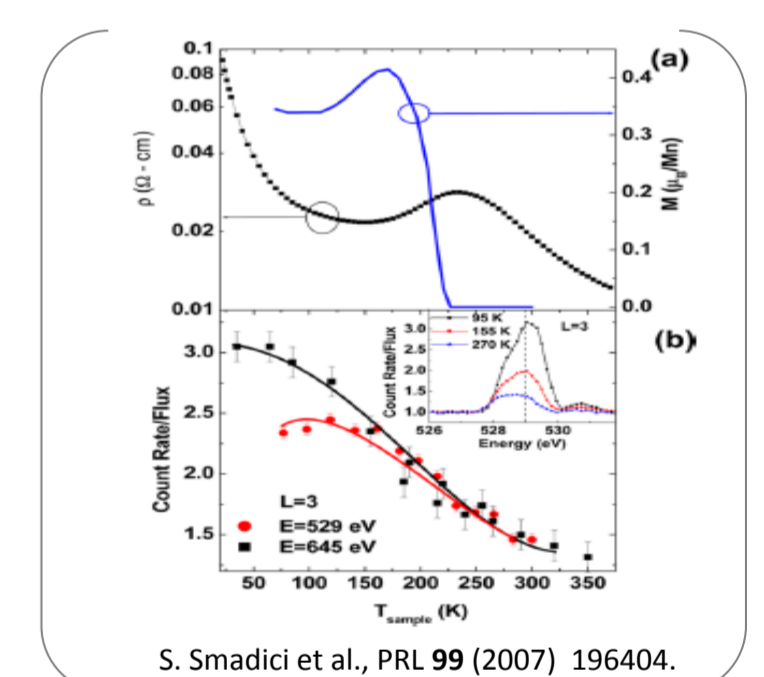 (a)
0.1
0.08
0.06
0.04
0.02
0.01
ρ (Ω - cm)
0.4
0.3
0.2
0.1
0.0
M (μB/Mn)
(b)
3.0
2.5
2.0
1.5
Count Rate/Flux
95 K
155 K
270 K
L=3
3.0
2.5
2.0
1.5
1.0
Count Rate/Flux
526 528 530
Energy (eV)
L=3
E=529 eV
E=645 eV
50 100 150 200 250 300 350
Tsample (K)
S. Smadici et al., PRL 99 (2007) 196404.